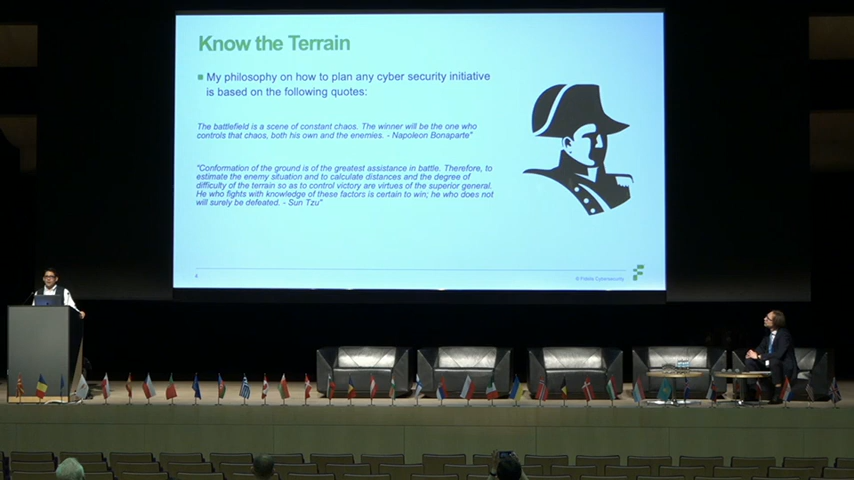 Know the Terrain
My philosophy on how to plan any cyber security initiative
is based on the following quotes:
The battlefield is a scene of constant chaos. The winner will be the one who
controls that chaos, both his own and the enemies. - Napoleon Bonaparte"
"Conformation of the ground is of the greatest assistance in battle. Therefore, to
estimate the enemy situation and to calculate distances and the degree of
difficulty of the terrain so as to control victory are virtues of the superior general.
He who fights with knowledge of these factors is certain to win; he who does not
will surely be defeated. - Sun Tzu"
© Fidelis Cybersecurity